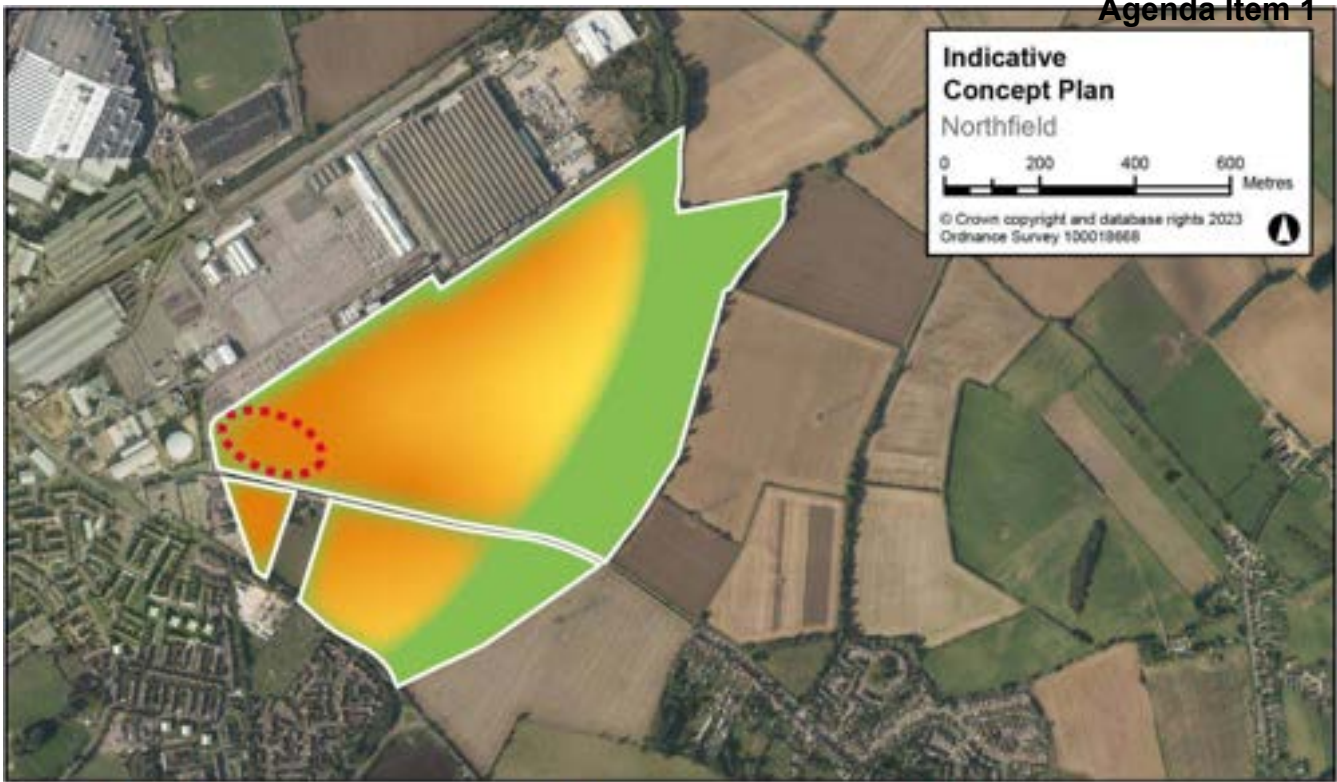 Agenda Item 1
Indicative
Concept Plan
Northfield
0 200 400 600
Metres
© Crown copyright and database rights 2023
Ordnance Survey 100018668